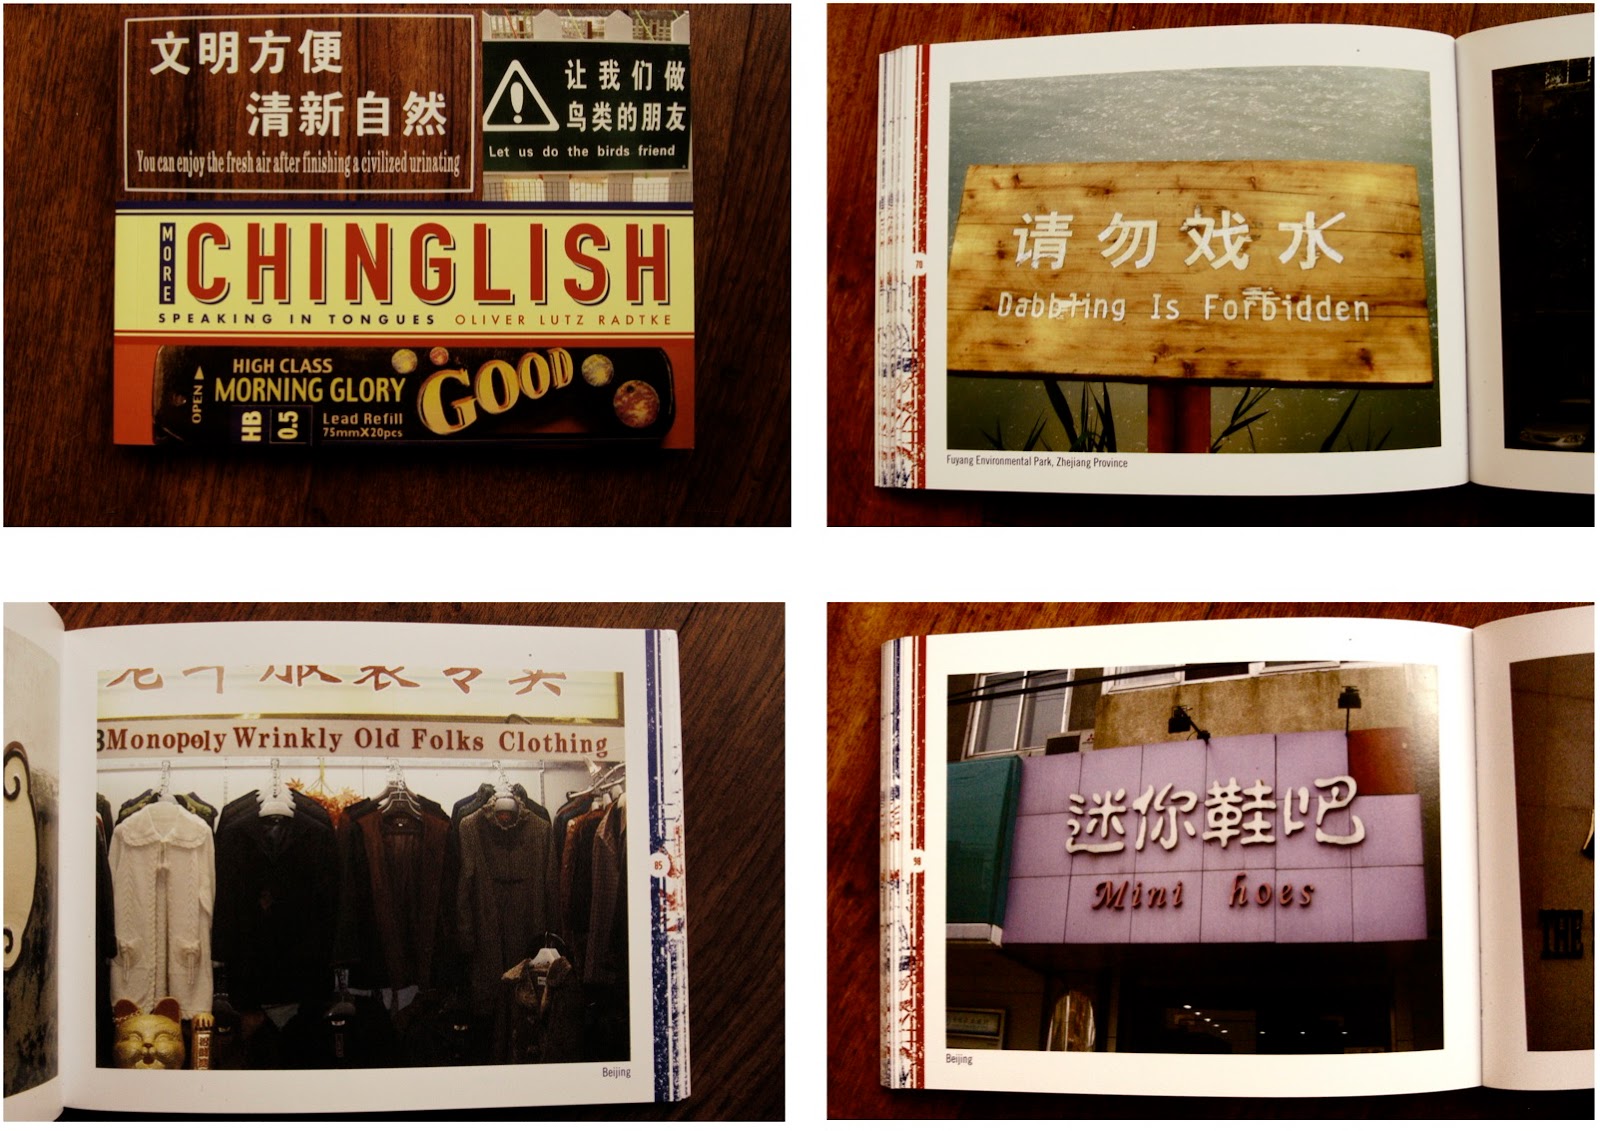 文明方便
清新自然
You can enjoy the fresh air after finishing a civilized urinating
让我们做
鸟类的朋友
Let us do the birds friend
MORE
CHINGLISH
SPEAKING IN TONGUES OLIVER LUTZ RADTKE
OPEN
HIGH CLASS
MORNING GLORY
HB 0.5
Lead Refill
75mmX20pcs
GOOD
70
请勿戏水
Dabbling Is Forbidden
Fuyang Environmental Park, Zhejiang Province
Monopoly Wrinkly Old Folks Clothing
85
Beijing
98
迷你鞋吧
Mini hoes
Beijing
THE